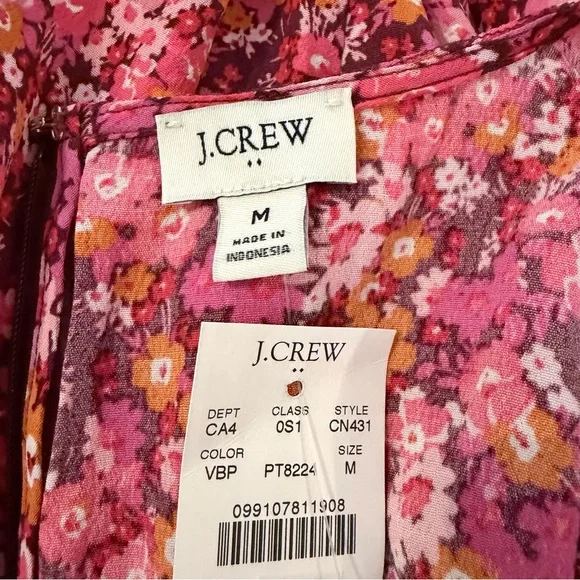 J.CREW
M
MADE IN
INDONESIA
J.CREW
DEPT CLASS STYLE
CA4 0S1 CN431
COLOR SIZE
VBP PT8224 M
099107811908